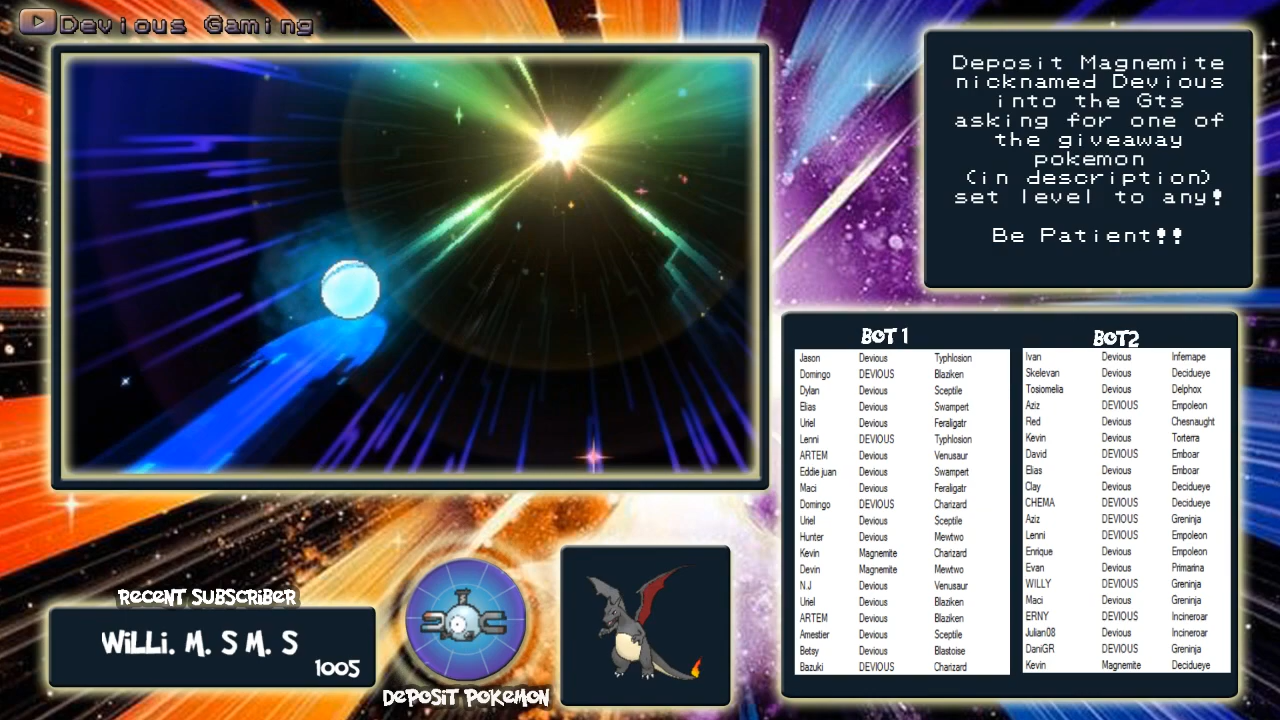 Devious Gaming
Deposit Magnemite
nicknamed Devious
into the Gts
asking for one of
the giveaway
pokemon
(in description)
set level to any!
Be Patient!!
BOT 1
Jason Devious Typhlosion
Domingo DEVIOUS Blaziken
Dylan Devious Sceptile
Elias Devious Swampert
Uriel Devious Feraligatr
Lenni DEVIOUS Typhlosion
ARTEM Devious Venusaur
Eddie juan Devious Swampert
Maci Devious Feraligatr
Domingo DEVIOUS Charizard
Uriel Devious Sceptile
Hunter Devious Mewtwo
Kevin Magnemite Charizard
Devin Magnemite Mewtwo
N.J Devious Venusaur
Uriel Devious Blaziken
ARTEM Devious Blaziken
Amestier Devious Sceptile
Betsy Devious Blastoise
Bazuki DEVIOUS Charizard
BOT2
Ivan Devious Infernape
Skelevan Devious Decidueye
Tosiomelia Devious Delphox
Aziz DEVIOUS Empoleon
Red Devious Chesnaught
Kevin Devious Torterra
David DEVIOUS Emboar
Elias Devious Emboar
Clay Devious Decidueye
CHEMA DEVIOUS Decidueye
Aziz DEVIOUS Greninja
Lenni DEVIOUS Empoleon
Enrique Devious Empoleon
Evan Devious Primarina
WILLY DEVIOUS Greninja
Maci Devious Greninja
ERNY DEVIOUS Incineroar
Julian08 Devious Incineroar
DaniGR DEVIOUS Greninja
Kevin Magnemite Decidueye
RECENT SUBSCRIBER
WiLLi. M. S M. S
1005
DEPOSIT POKEMON